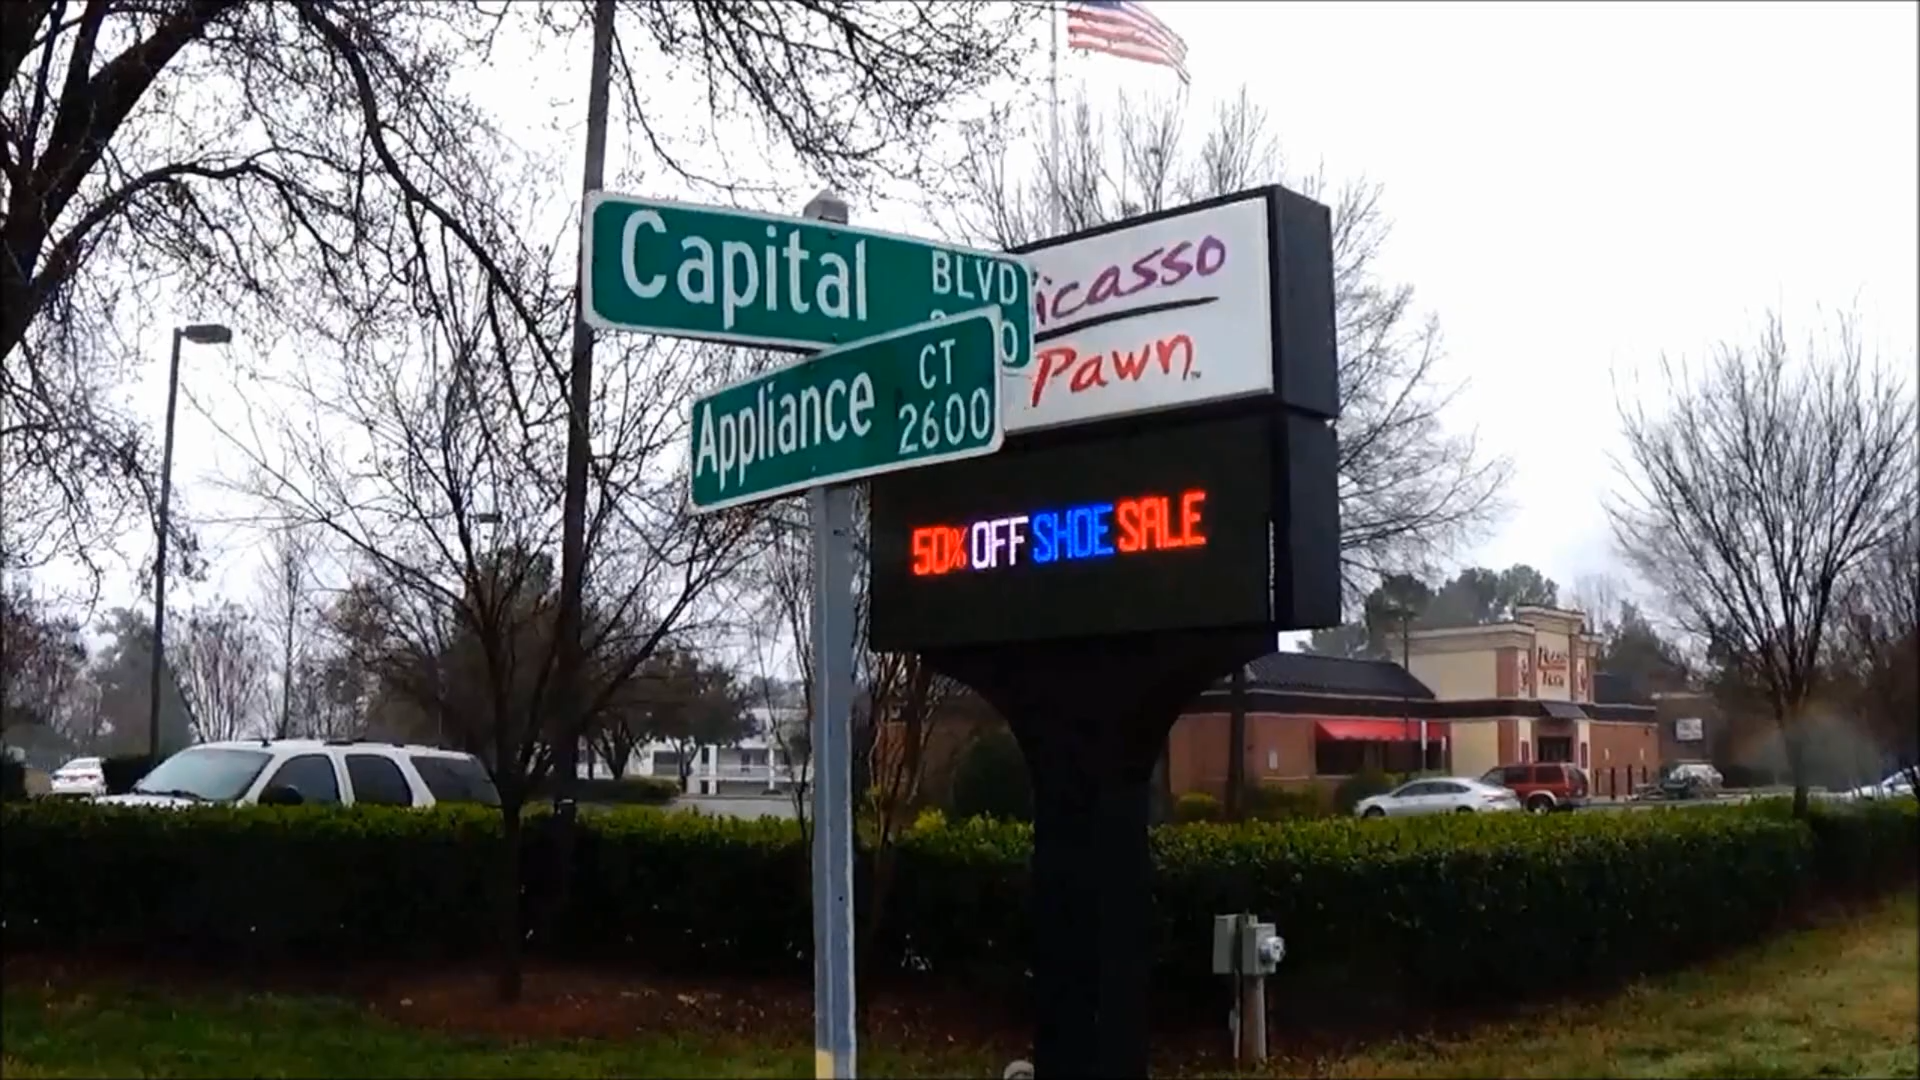 Capital BLVD
Appliance CT
2600
icasso
Pawn
50% OFF SHOE SALE